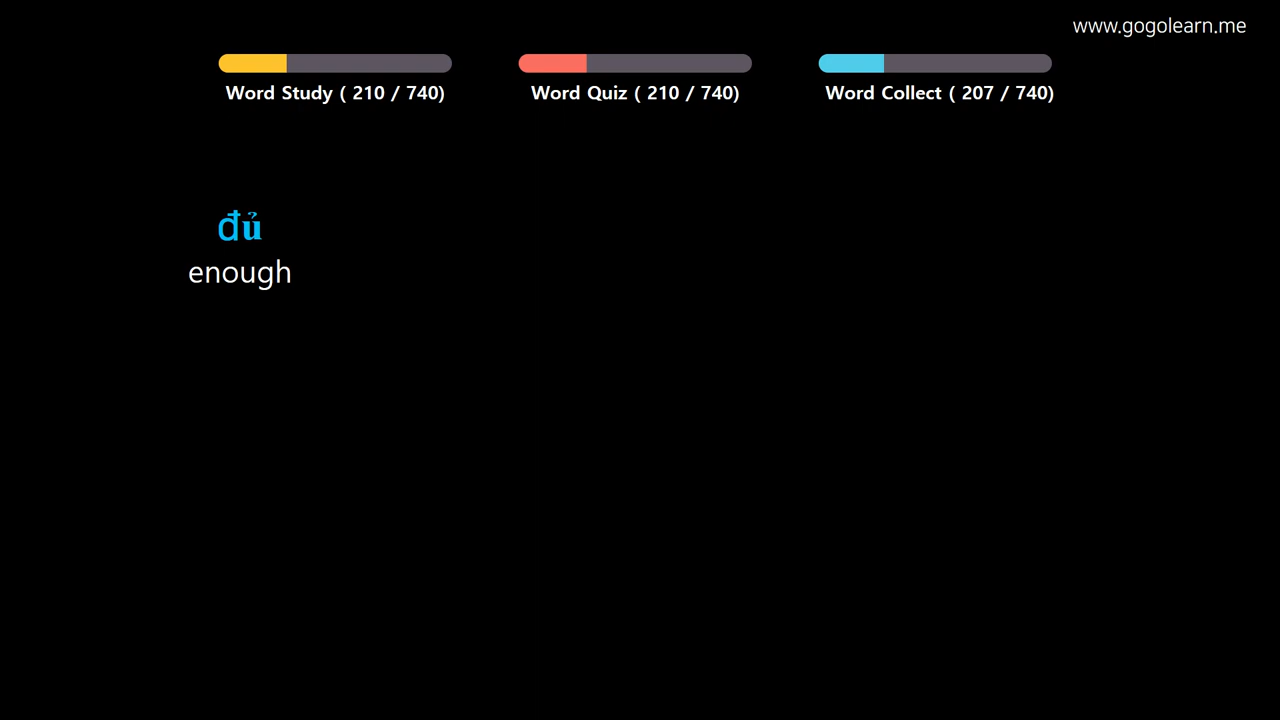 www.gogolearn.me
Word Study ( 210 / 740)
Word Quiz ( 210 / 740)
Word Collect ( 207 / 740)
đủ
enough